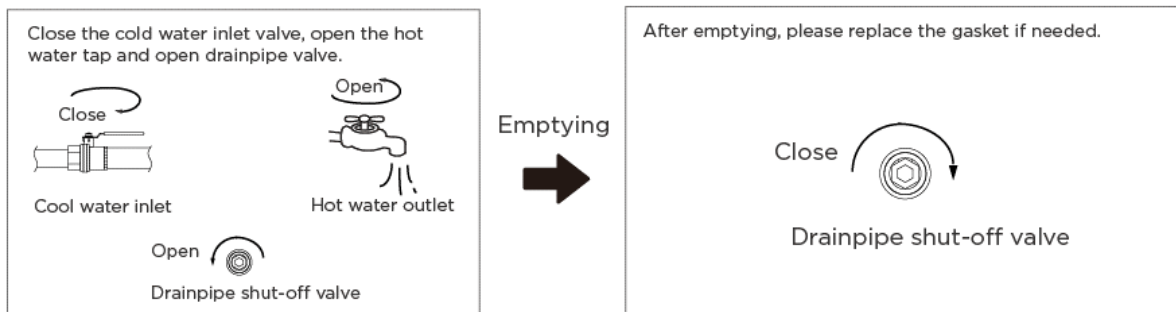 Close the cold water inlet valve, open the hot
water tap and open drainpipe valve.
Close
Open
Cool water inlet
Hot water outlet
Open
Drainpipe shut-off valve
Emptying
After emptying, please replace the gasket if needed.
Close
Drainpipe shut-off valve